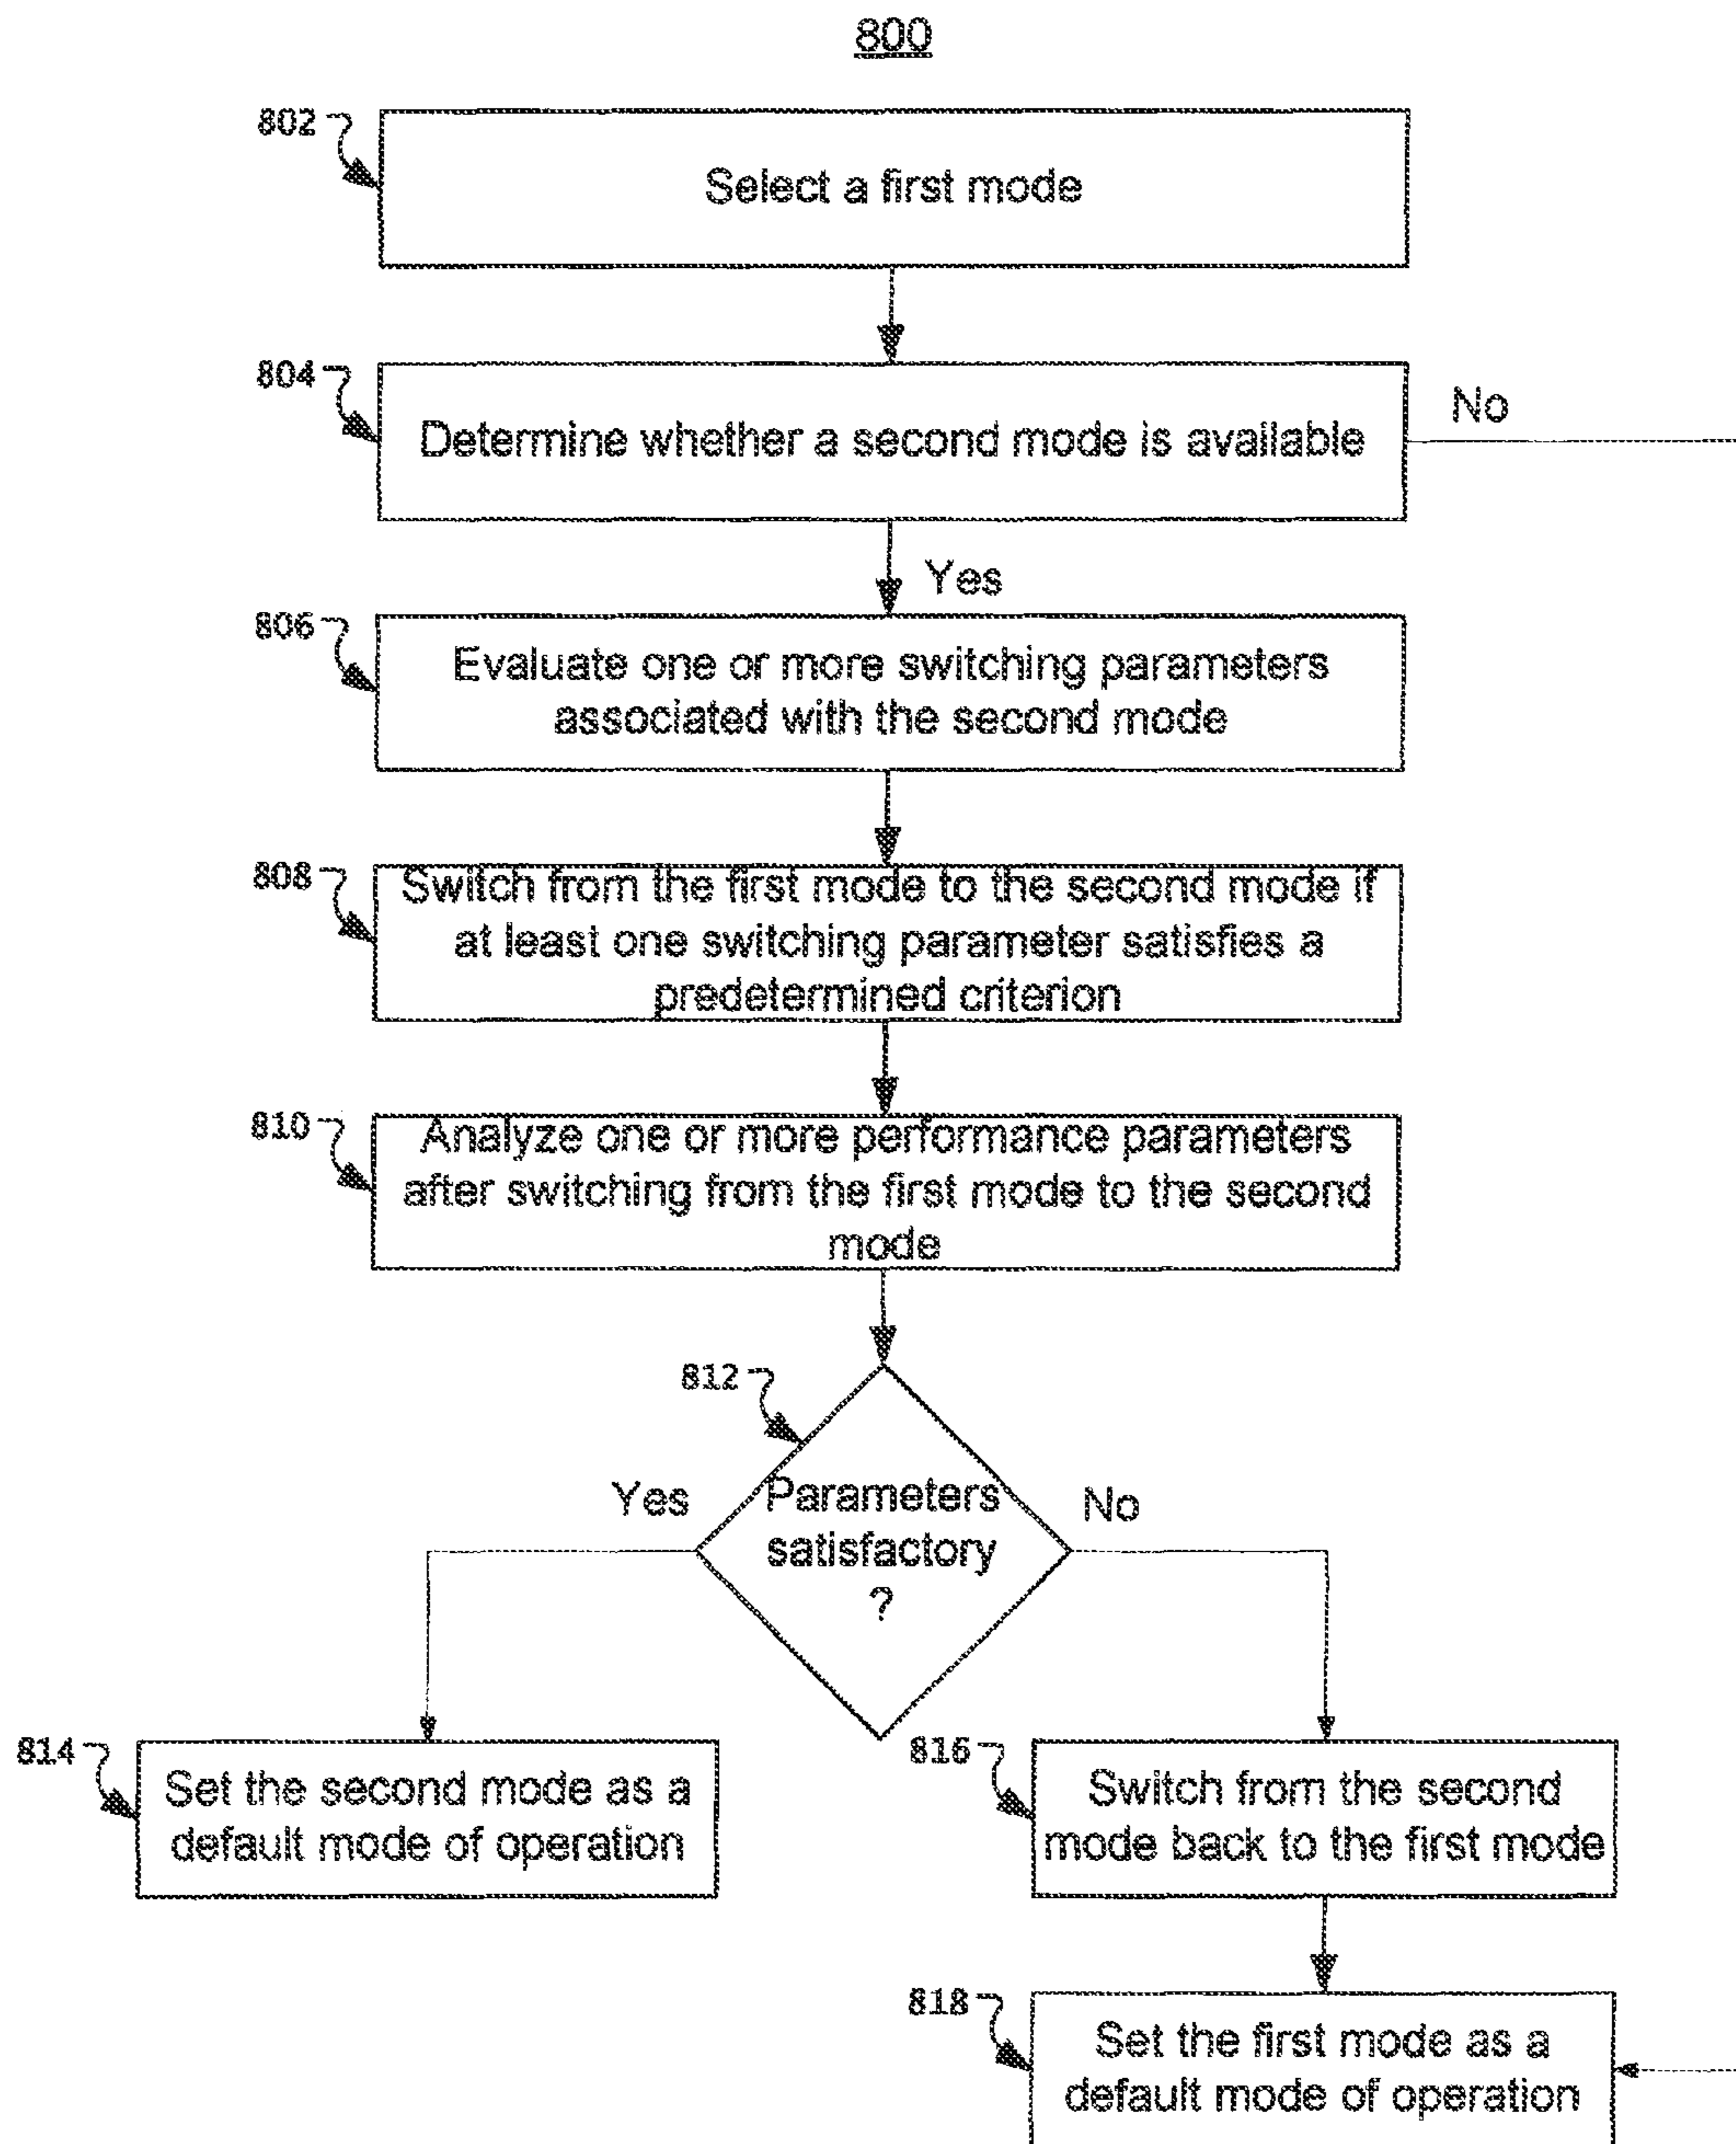 800
802
Select a first mode
804
Determine whether a second mode is available
No
Yes
806
Evaluate one or more switching parameters
associated with the second mode
808
Switch from the first mode to the second mode if
at least one switching parameter satisfies a
predetermined criterion
810
Analyze one or more performance parameters
after switching from the first mode to the second
mode
812
Yes
Parameters
satisfactory
?
No
814
Set the second mode as a
default mode of operation
816
Switch from the second
mode back to the first mode
818
Set the first mode as a
default mode of operation